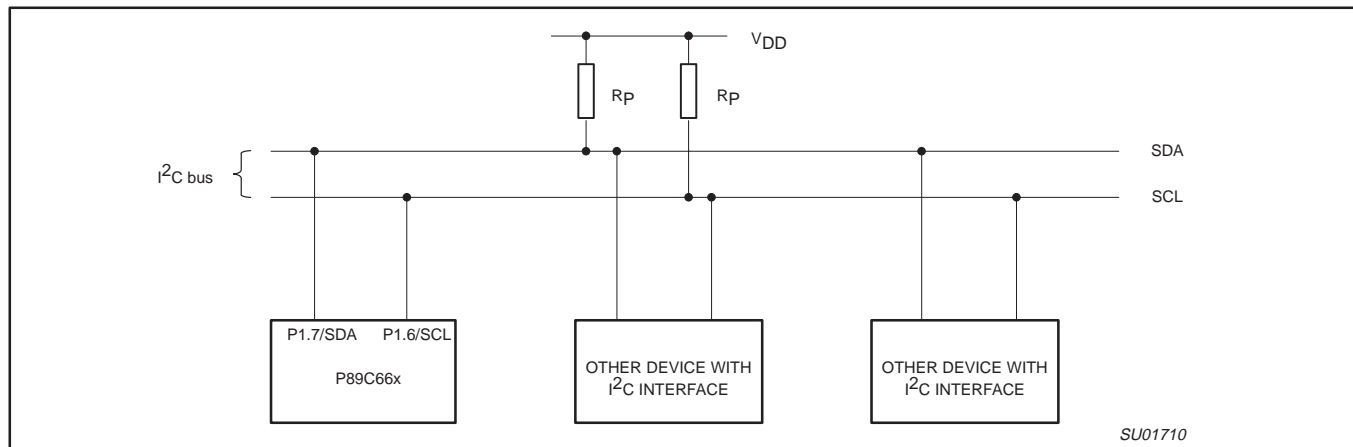 VDD
RP RP
SDA
I2C bus
SCL
P1.7/SDA P1.6/SCL
P89C66x
OTHER DEVICE WITH
I2C INTERFACE
OTHER DEVICE WITH
I2C INTERFACE
SU01710